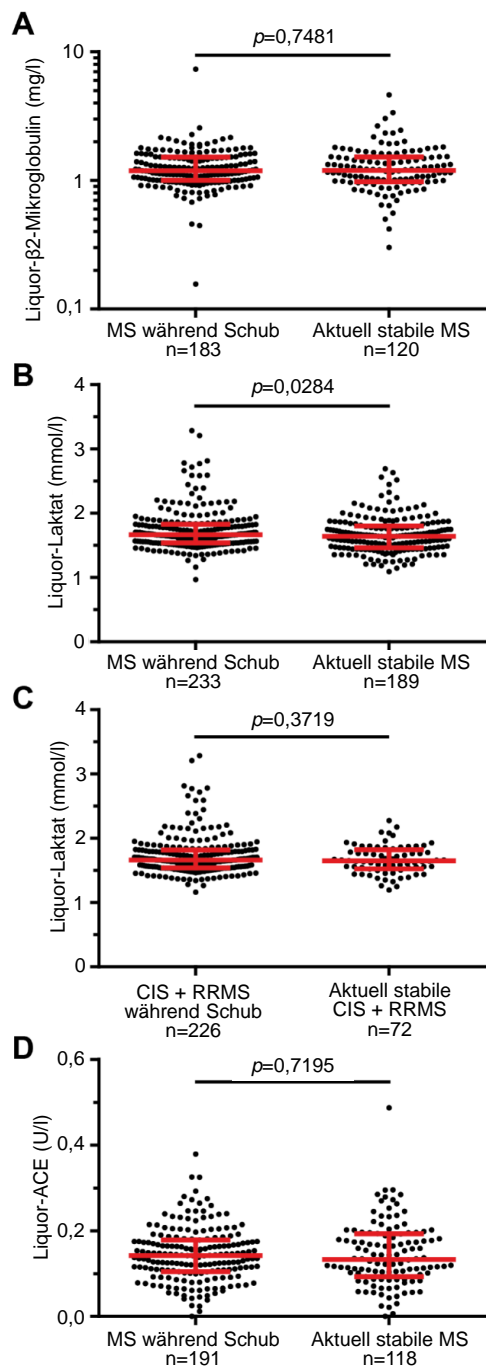 A
p=0,7481
Liquor-β2-Mikroglobulin (mg/l)
10
1
0,1
MS während Schub
n=183
Aktuell stabile MS
n=120
B
p=0,0284
Liquor-Laktat (mmol/l)
4
3
2
1
0
MS während Schub
n=233
Aktuell stabile MS
n=189
C
p=0,3719
Liquor-Laktat (mmol/l)
4
3
2
1
0
CIS + RRMS
während Schub
n=226
Aktuell stabile
CIS + RRMS
n=72
D
p=0,7195
Liquor-ACE (U/l)
0,6
0,4
0,2
0,0
MS während Schub
n=191
Aktuell stabile MS
n=118